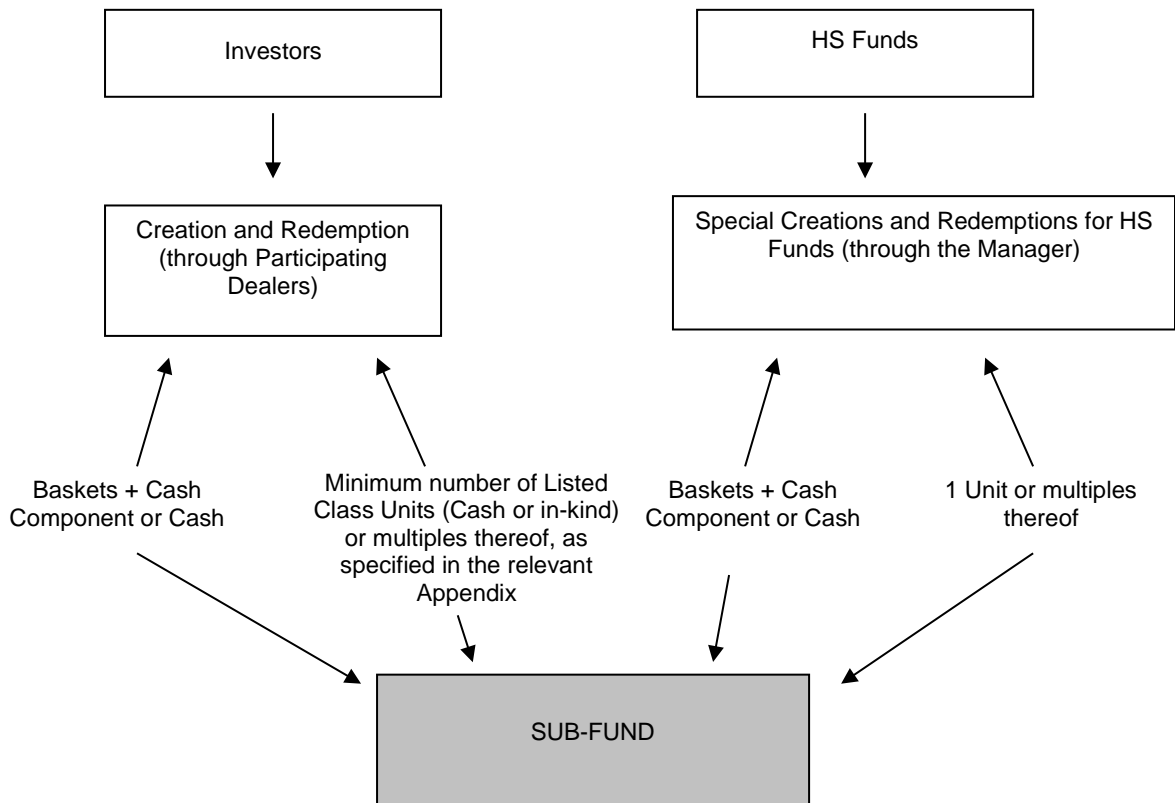 Investors
HS Funds
Creation and Redemption
(through Participating
Dealers)
Special Creations and Redemptions for HS
Funds (through the Manager)
Baskets + Cash
Component or Cash
Minimum number of Listed
Class Units (Cash or in-kind)
or multiples thereof, as
specified in the relevant
Appendix
Baskets + Cash
Component or Cash
1 Unit or multiples
thereof
SUB-FUND